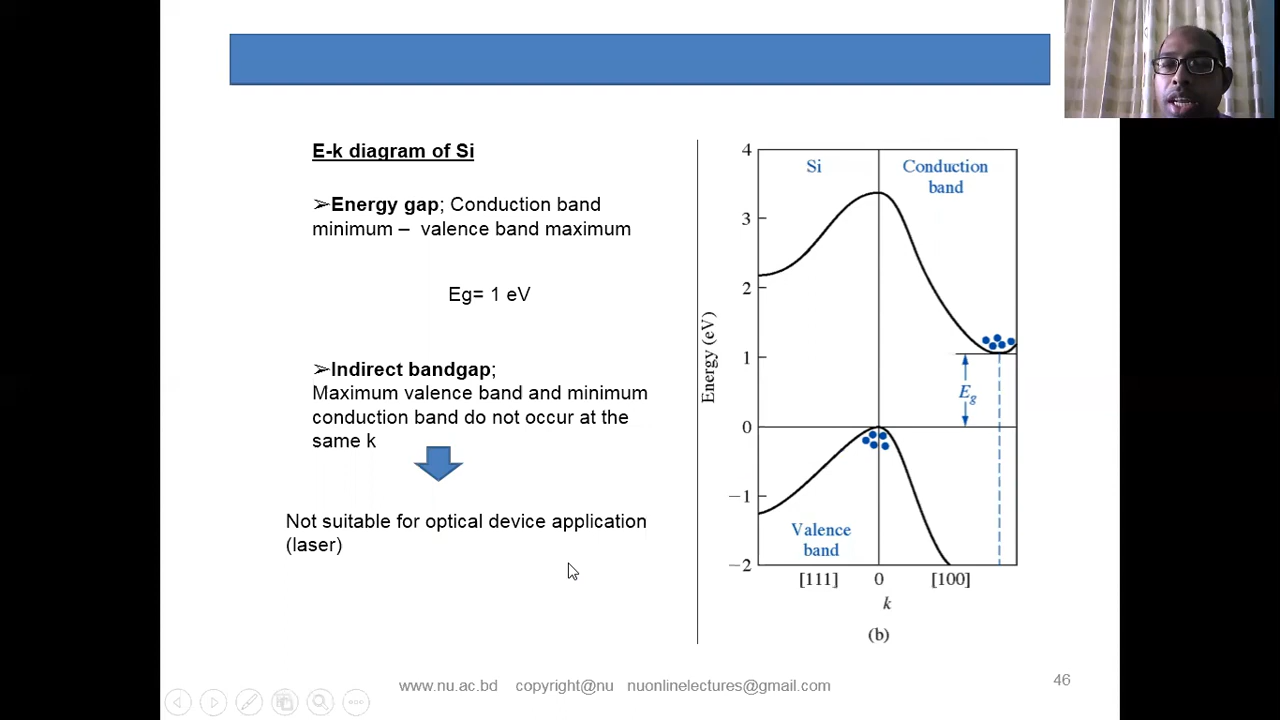 E-k diagram of Si
➢Energy gap; Conduction band
minimum – valence band maximum
Eg= 1 eV
➢Indirect bandgap;
Maximum valence band and minimum
conduction band do not occur at the
same k
Not suitable for optical device application
(laser)
Si
Conduction
band
4
3
2
1
0
−1
−2
Energy (eV)
Eg
Valence
band
[111]
0
[100]
k
(b)
www.nu.ac.bd copyright@nu nuonlinelectures@gmail.com
46